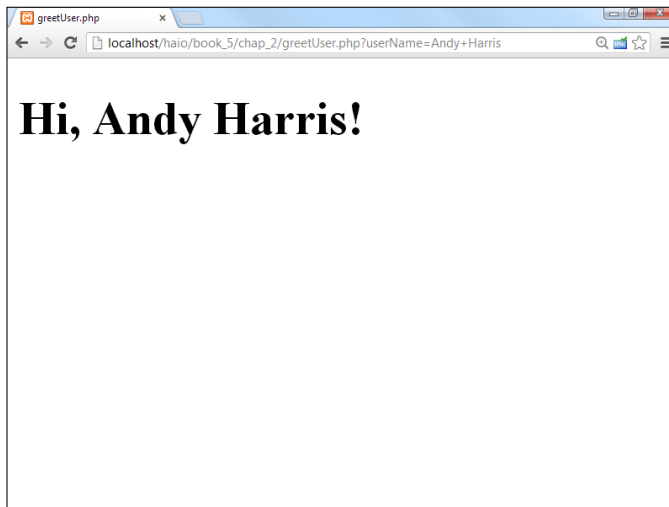 greetUser.php
localhost/haio/book_5/chap_2/greetUser.php?userName=Andy+Harris
Hi, Andy Harris!